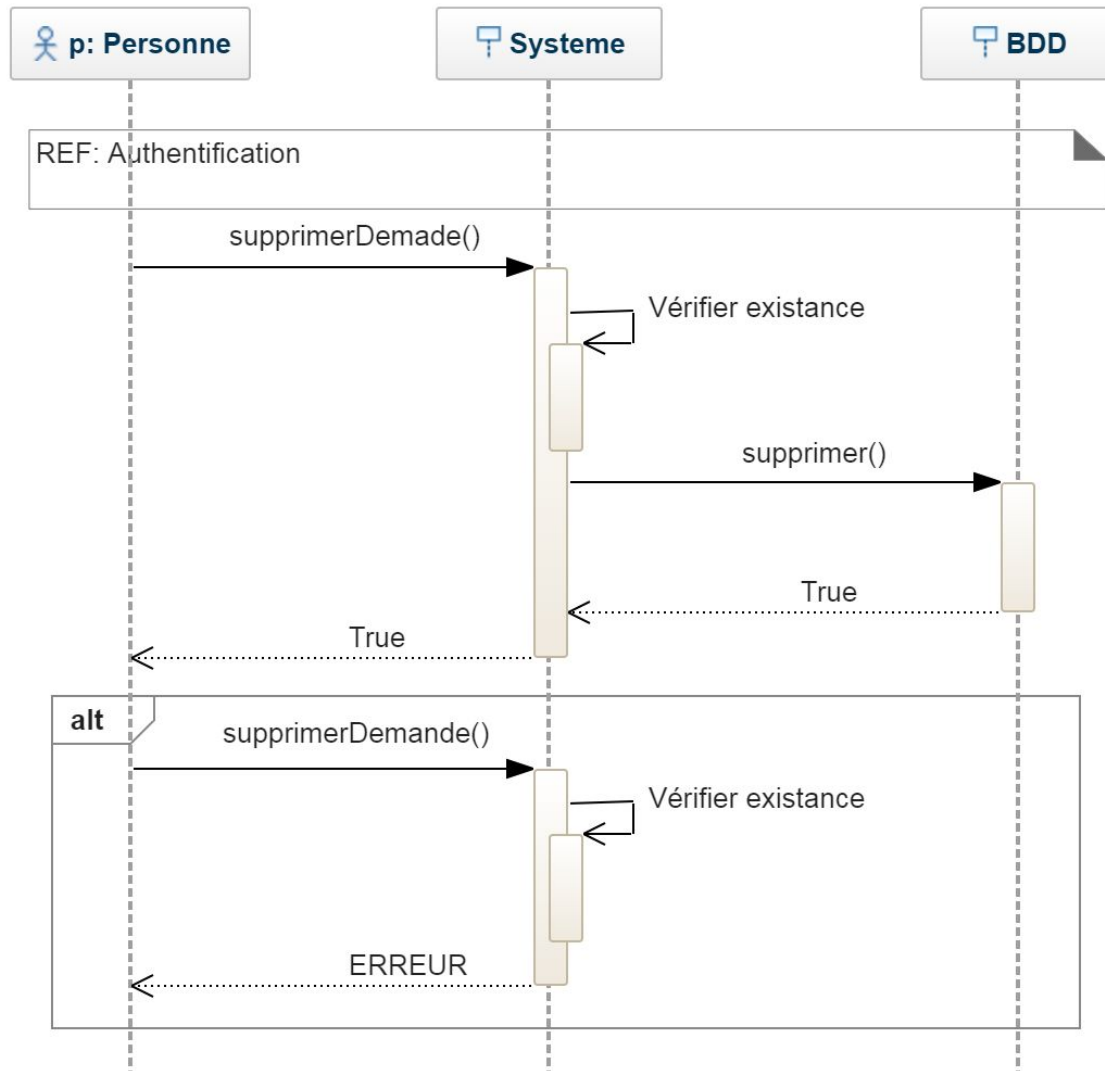 p: Personne
Systeme
BDD
REF: Authentification
supprimerDemade()
Vérifier existance
supprimer()
True
True
alt
supprimerDemande()
Vérifier existance
ERREUR